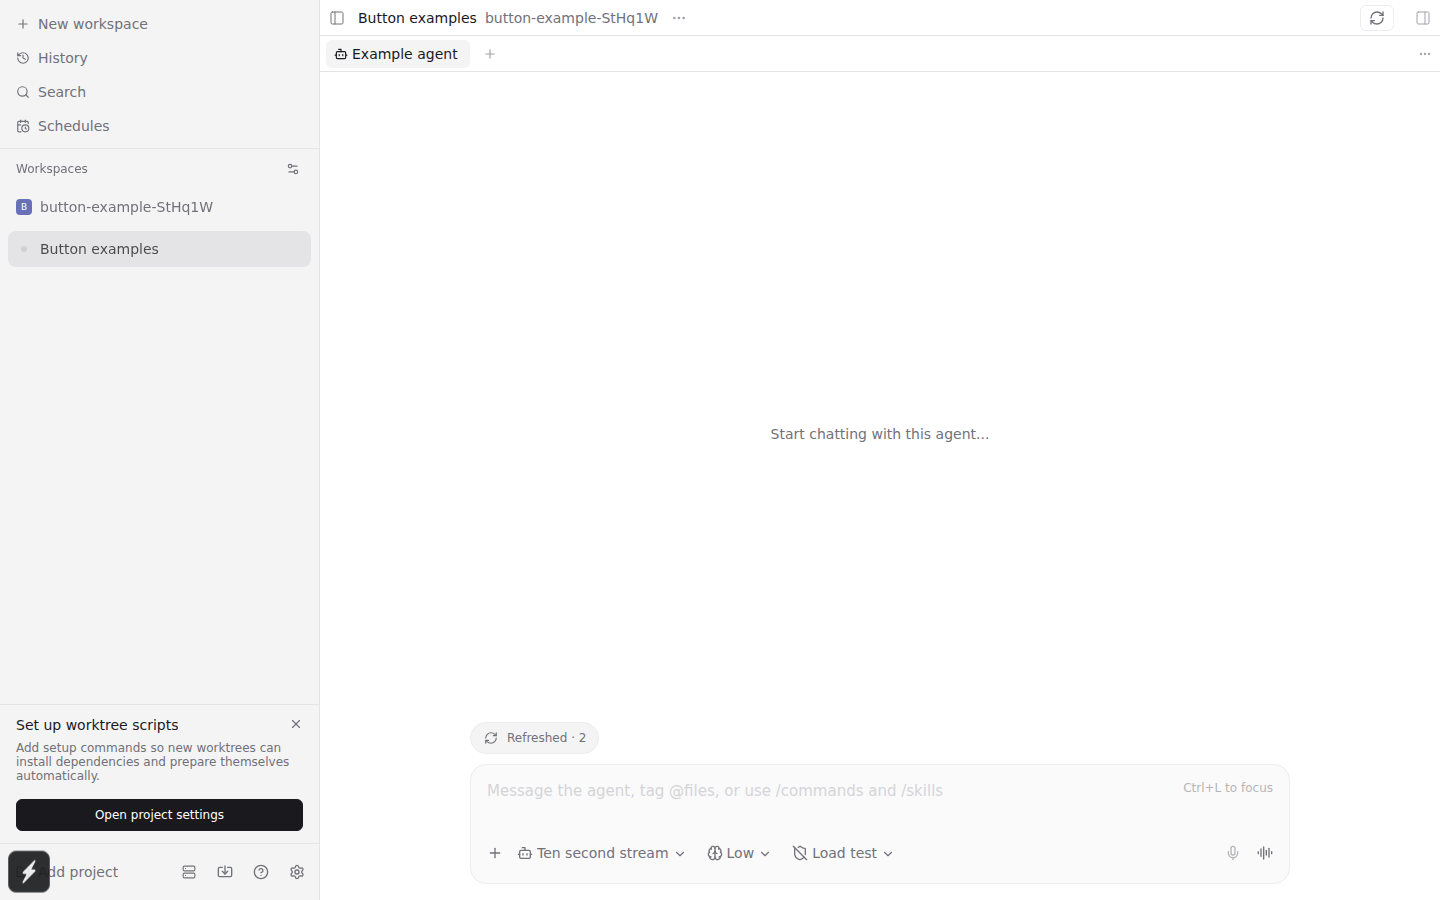 New workspace
History
Search
Schedules
Workspaces
B button-example-StHq1W
Button examples
Set up worktree scripts
Add setup commands so new worktrees can
install dependencies and prepare themselves
automatically.
Open project settings
dd project
Button examples button-example-StHq1W
Example agent
Start chatting with this agent...
Refreshed · 2
Message the agent, tag @files, or use /commands and /skills
Ctrl+L to focus
Ten second stream
Low
Load test